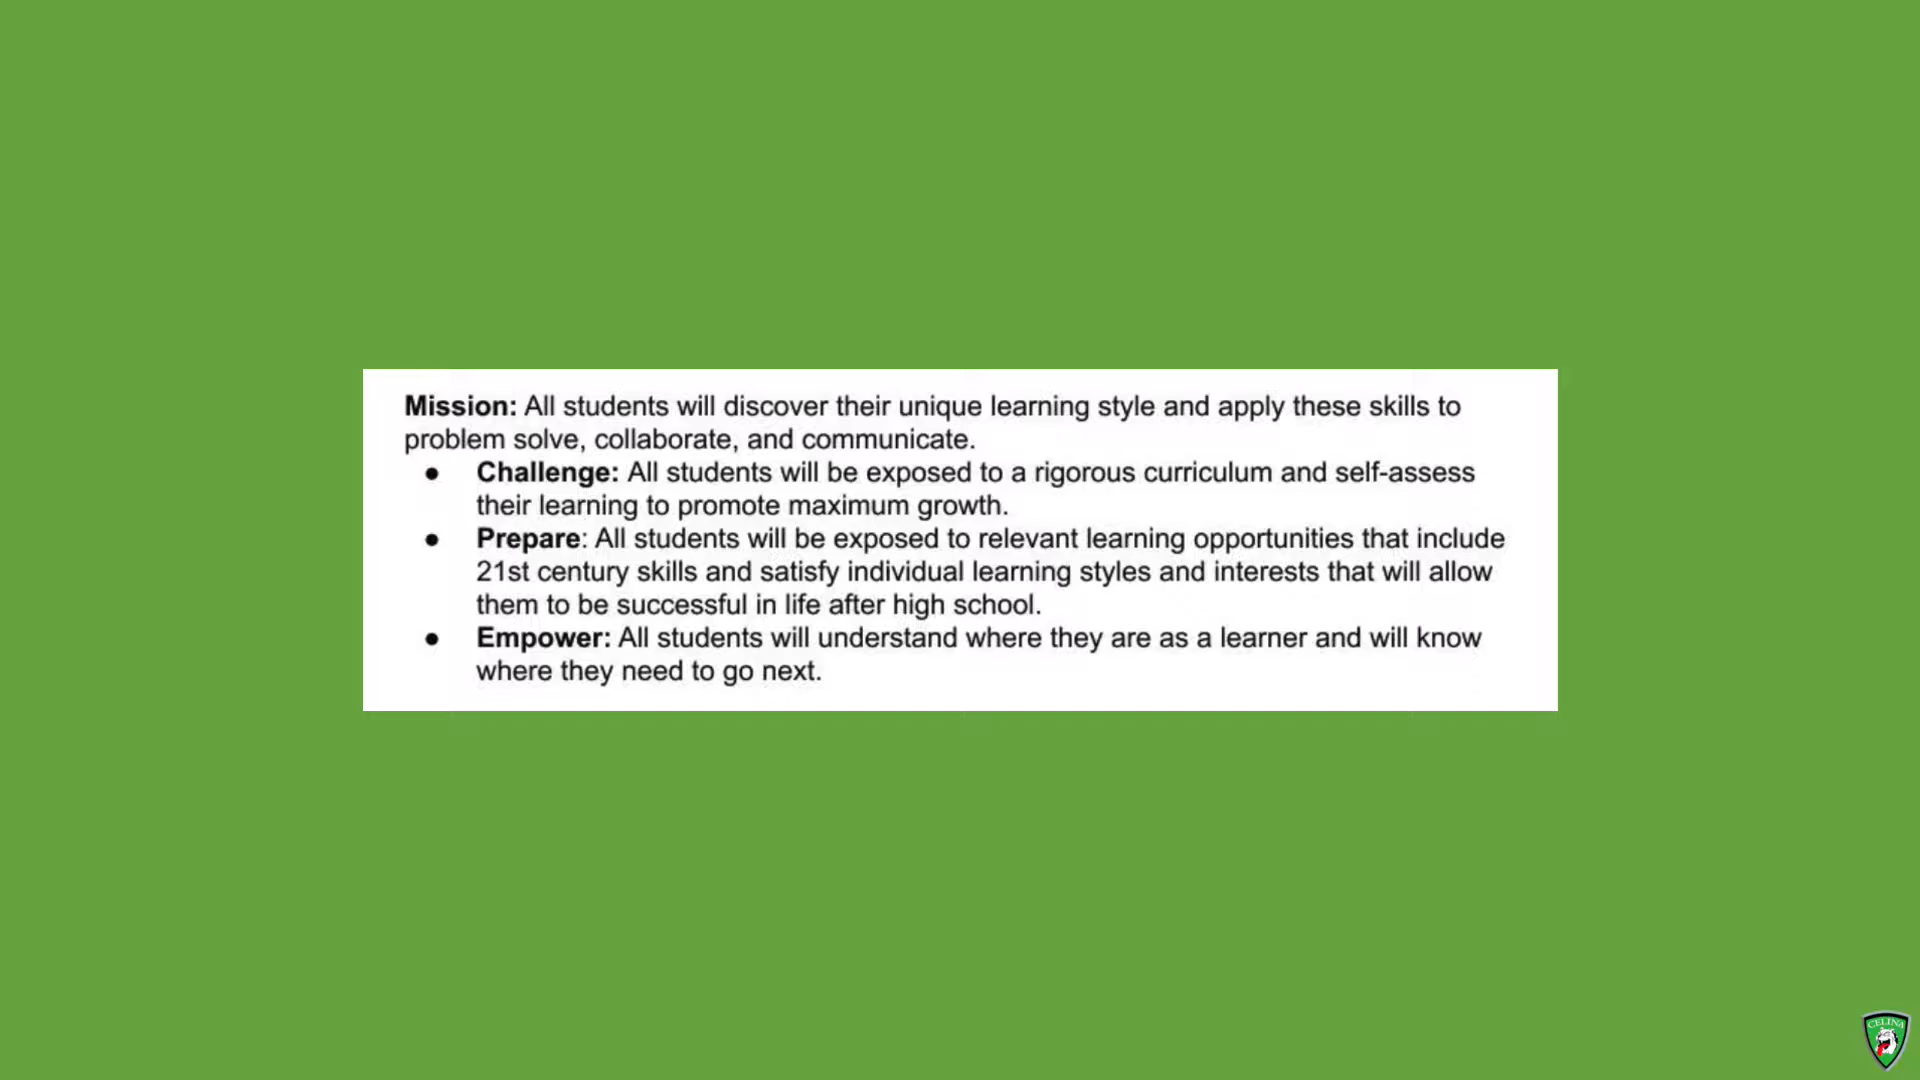 Mission: All students will discover their unique learning style and apply these skills to
problem solve, collaborate, and communicate.
● Challenge: All students will be exposed to a rigorous curriculum and self-assess
their learning to promote maximum growth.
● Prepare: All students will be exposed to relevant learning opportunities that include
21st century skills and satisfy individual learning styles and interests that will allow
them to be successful in life after high school.
● Empower: All students will understand where they are as a learner and will know
where they need to go next.
CELINA